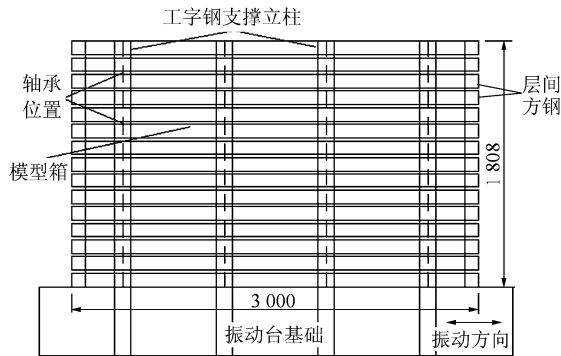 工字钢支撑立柱
轴承
位置
层间
方钢
模型箱
1 808
3 000
振动台基础
振动方向